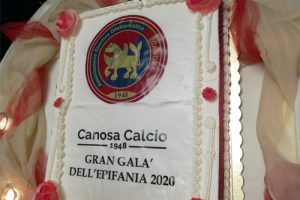 1948
Canosa Calcio
1948
GRAN GALA'
DELL'EPIFANIA 2020